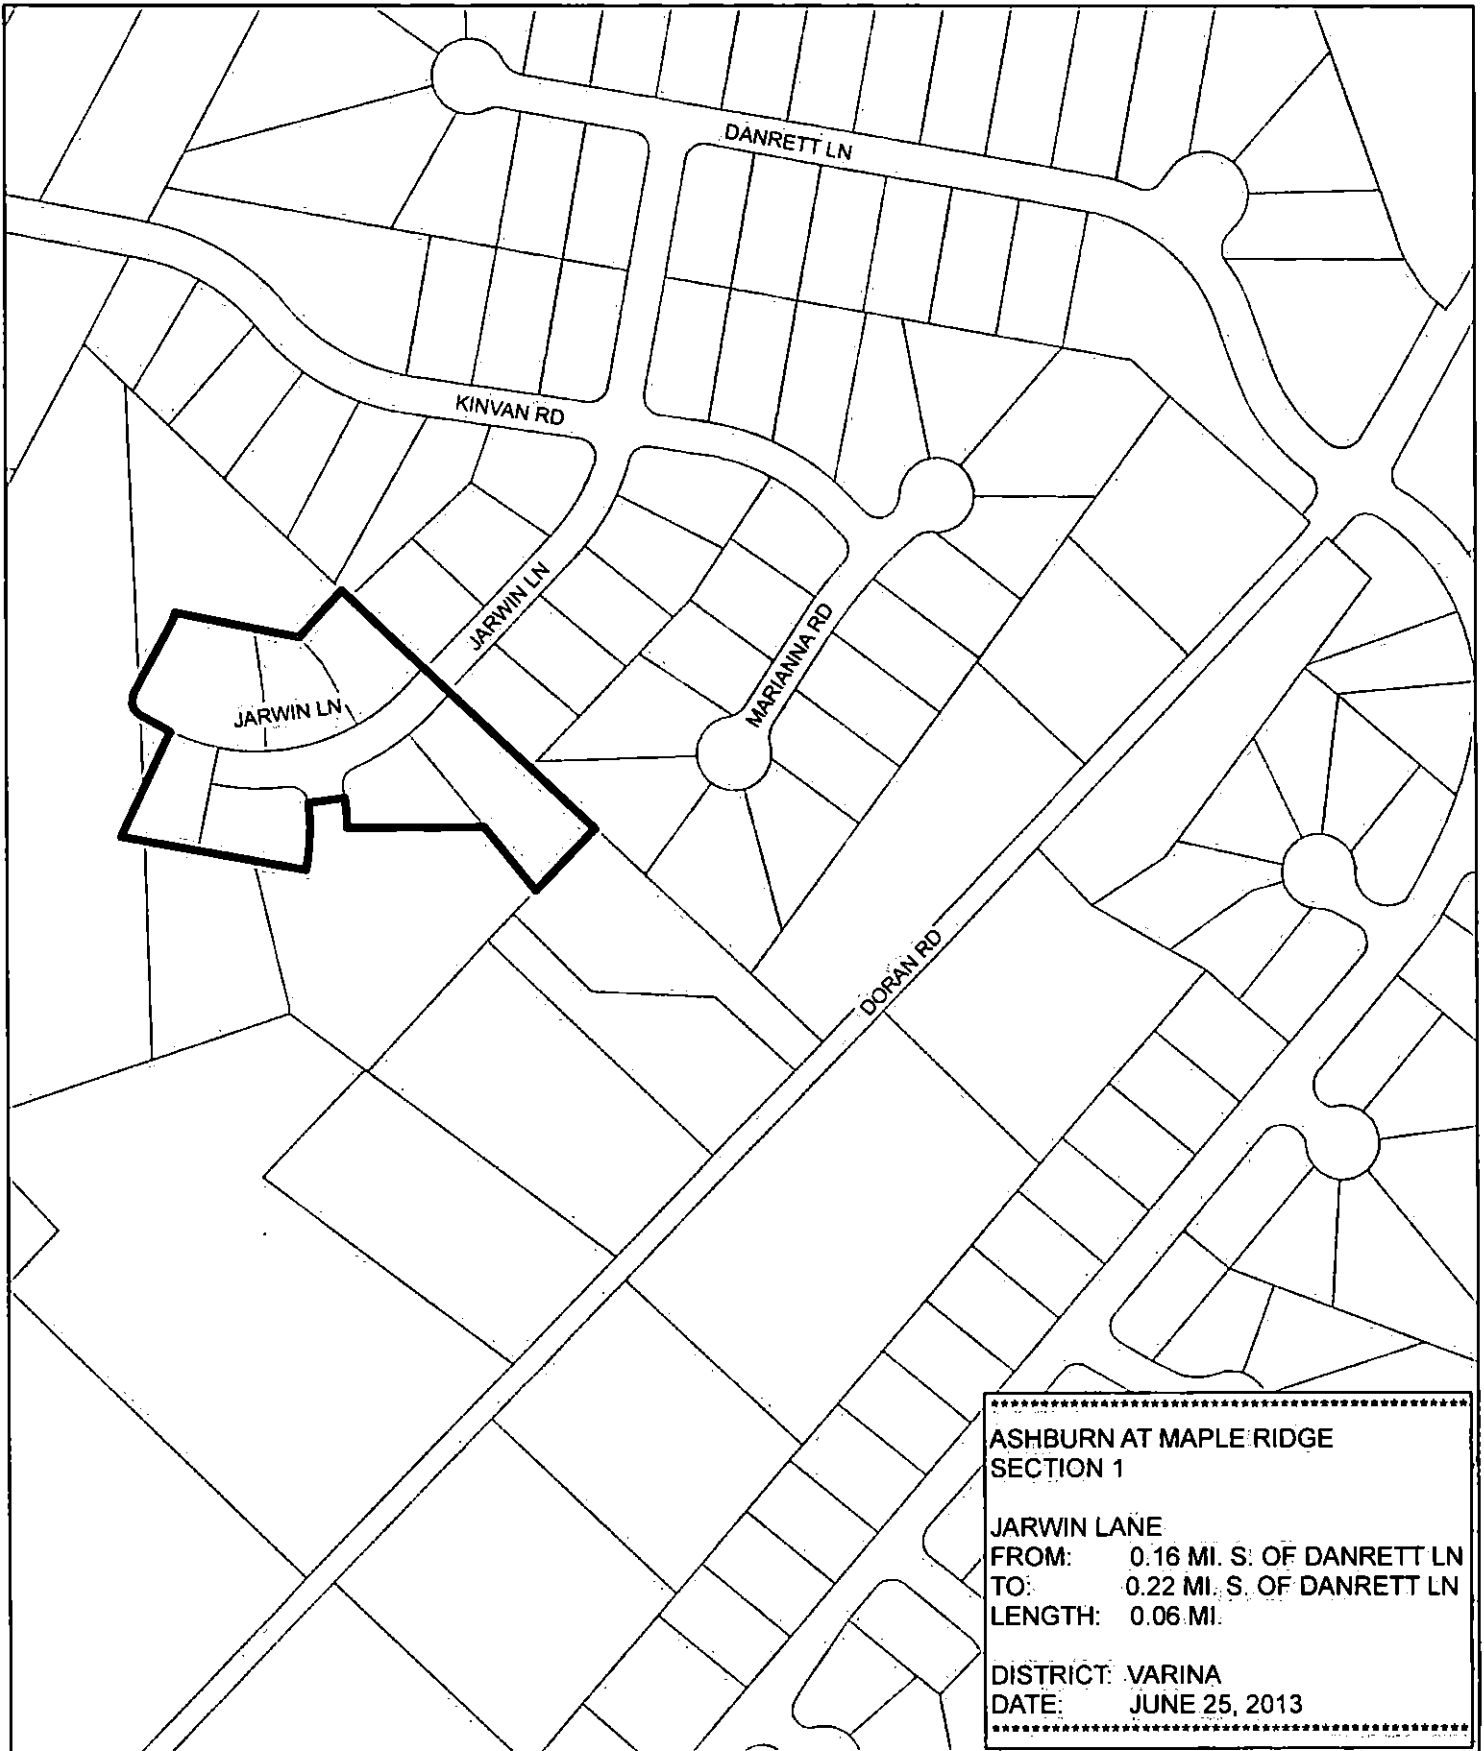 DANRETT LN
KINVAN RD
JARWIN LN
MARIANNA RD
JARWIN LN
DORAN RD
ASHBURN AT MAPLE RIDGE
SECTION 1
JARWIN LANE
FROM: 0.16 MI. S. OF DANRETT LN
TO: 0.22 MI. S. OF DANRETT LN
LENGTH: 0.06 MI.
DISTRICT: VARINA
DATE: JUNE 25, 2013